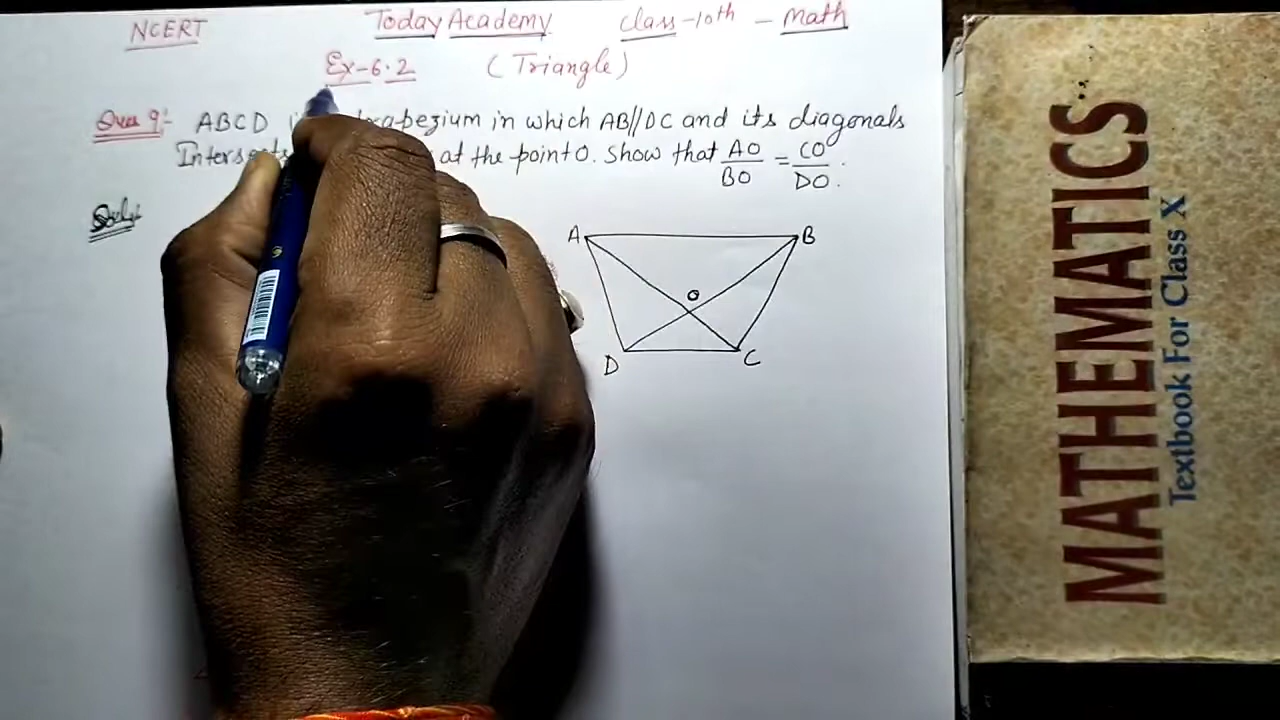 NCERT Today Academy Class-10th - Math
Ex-6.2 (Triangle)
Ques 9:- ABCD trapezium in which AB//DC and its diagonals
Intersects at the point O. Show that AO/BO = CO/DO.
Soly:
A B
O
D C
MATHEMATICS
Textbook For Class X